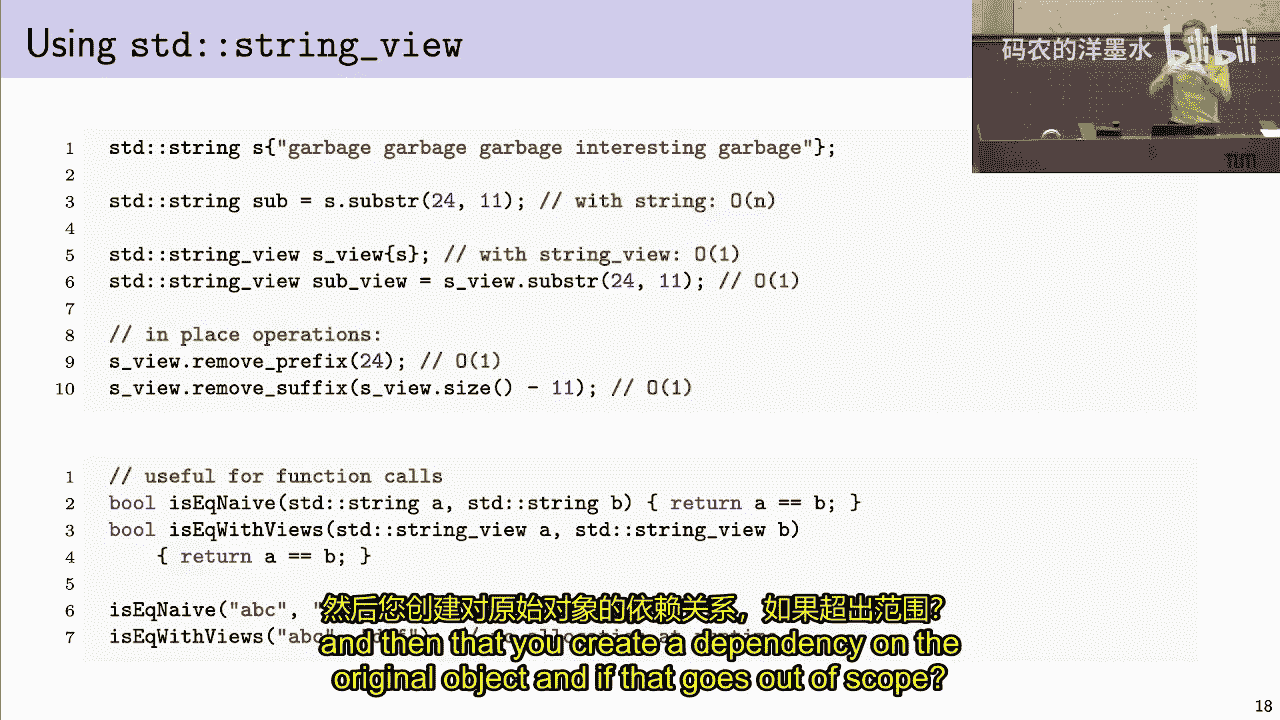 Using std::string_view
码农的洋墨水 bilibili
TUM
1 std::string s{"garbage garbage garbage interesting garbage"};
2
3 std::string sub = s.substr(24, 11); // with string: O(n)
4
5 std::string_view s_view{s}; // with string_view: O(1)
6 std::string_view sub_view = s_view.substr(24, 11); // O(1)
7
8 // in place operations:
9 s_view.remove_prefix(24); // O(1)
10 s_view.remove_suffix(s_view.size() - 11); // O(1)
1 // useful for function calls
2 bool isEqNaive(std::string a, std::string b) { return a == b; }
3 bool isEqWithViews(std::string_view a, std::string_view b)
4 { return a == b; }
5
6 isEqNaive("abc", "
7 isEqWithViews("abc"
然后您创建对原始对象的依赖关系，如果超出范围？
and then that you create a dependency on the
original object and if that goes out of scope?
18